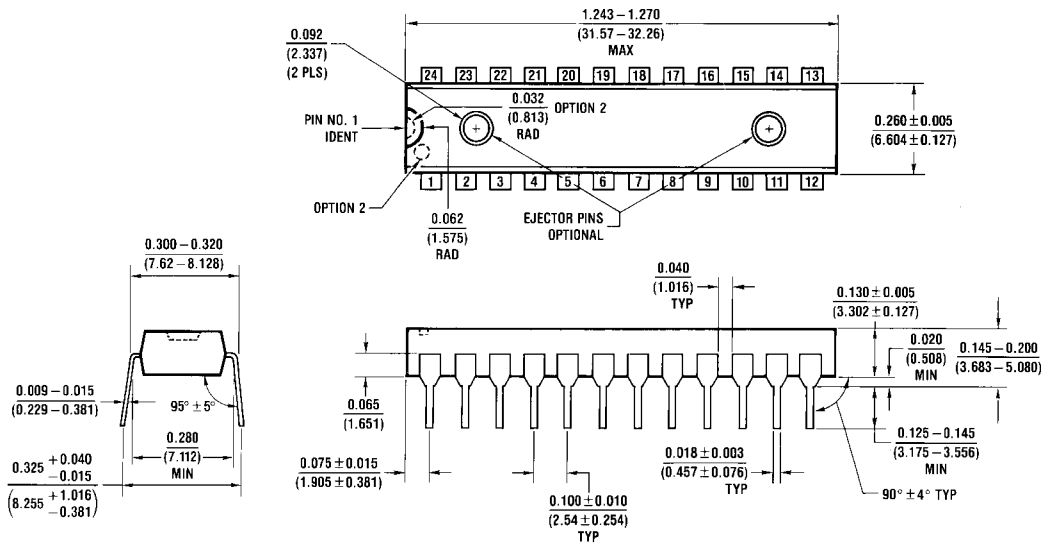 1.243 – 1.270
(31.57 – 32.26)
MAX
0.092
(2.337)
(2 PLS)
24 23 22 21 20 19 18 17 16 15 14 13
0.032
(0.813)
RAD
OPTION 2
PIN NO. 1
IDENT
0.260 ± 0.005
(6.604 ± 0.127)
1 2 3 4 5 6 7 8 9 10 11 12
OPTION 2
0.062
(1.575)
RAD
EJECTOR PINS
OPTIONAL
0.300 – 0.320
(7.62 – 8.128)
0.009 – 0.015
(0.229 – 0.381)
95° ± 5°
0.280
(7.112)
MIN
0.325 +0.040
-0.015
(8.255 +1.016
-0.381)
0.040
(1.016)
TYP
0.130 ± 0.005
(3.302 ± 0.127)
0.020
(0.508)
MIN
0.145 – 0.200
(3.683 – 5.080)
0.065
(1.651)
0.125 – 0.145
(3.175 – 3.556)
MIN
0.075 ± 0.015
(1.905 ± 0.381)
0.018 ± 0.003
(0.457 ± 0.076)
TYP
0.100 ± 0.010
(2.54 ± 0.254)
TYP
90° ± 4° TYP